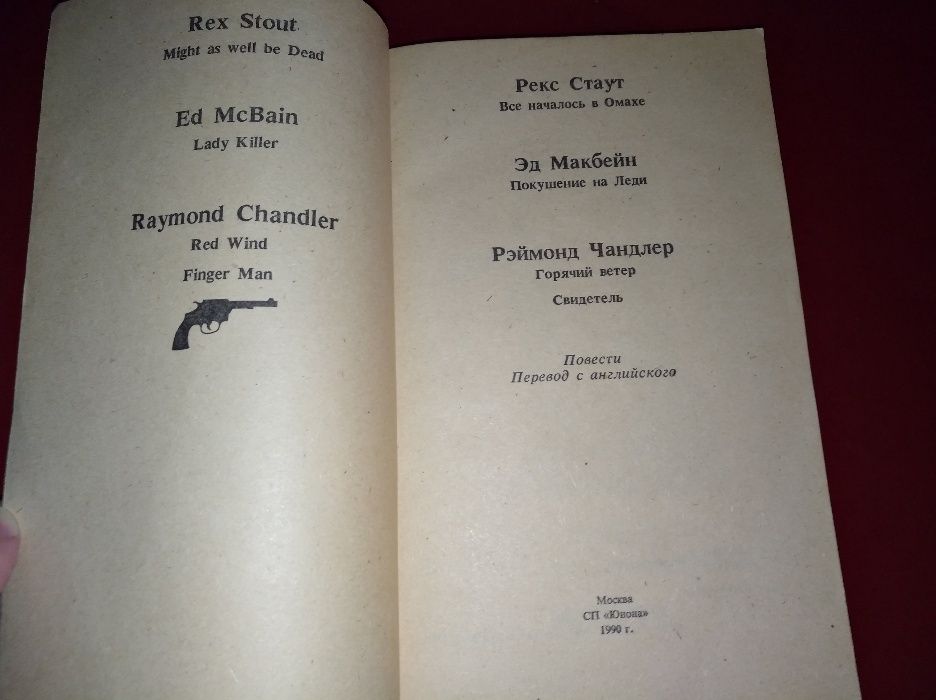 Rex Stout
Might as well be Dead
Ed McBain
Lady Killer
Raymond Chandler
Red Wind
Finger Man
Рекс Стаут
Все началось в Омахе
Эд Макбейн
Покушение на Леди
Рэймонд Чандлер
Горячий ветер
Свидетель
Повести
Перевод с английского
Москва
СП «Юнона»
1990 г.